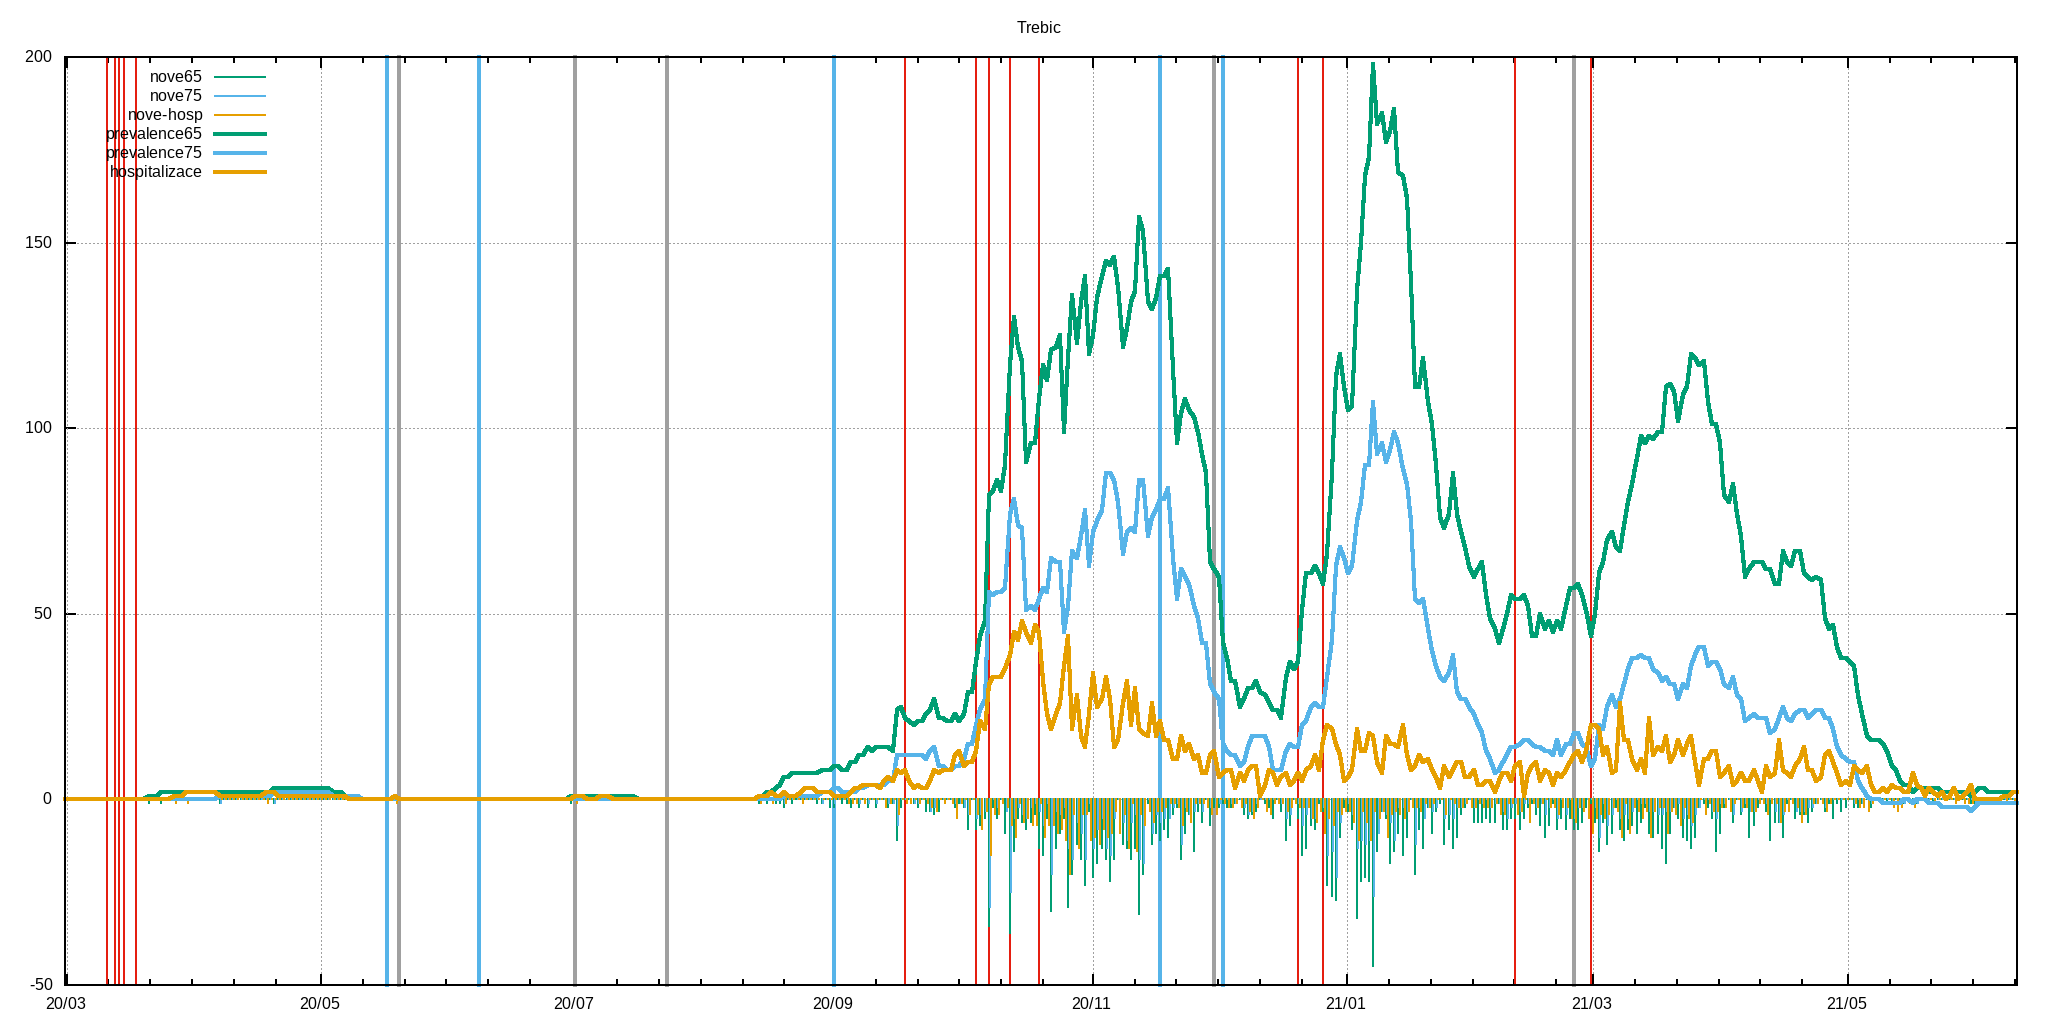 Trebic
200
nove65
nove75
nove-hosp
prevalence65
prevalence75
hospitalizace
150
100
50
0
-50
20/03 20/05 20/07 20/09 20/11 21/01 21/03 21/05